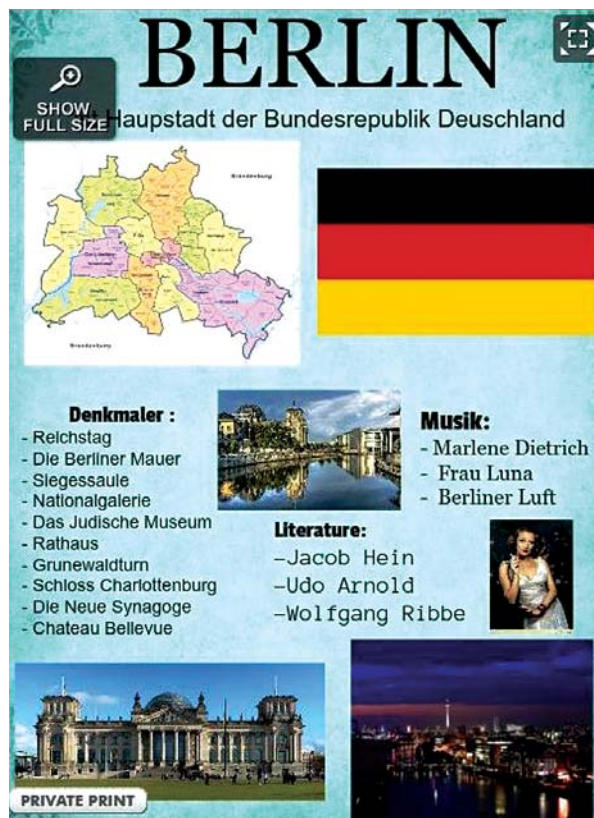 BERLIN
SHOW
FULL SIZE
Haupstadt der Bundesrepublik Deuschland
Brandenburg
Brandenburg
Denkmaler :
- Reichstag
- Die Berliner Mauer
- Siegessaule
- Nationalgalerie
- Das Judische Museum
- Rathaus
- Grunewaldturn
- Schloss Charlottenburg
- Die Neue Synagoge
- Chateau Bellevue
Musik:
- Marlene Dietrich
- Frau Luna
- Berliner Luft
Literature:
–Jacob Hein
–Udo Arnold
–Wolfgang Ribbe
PRIVATE PRINT